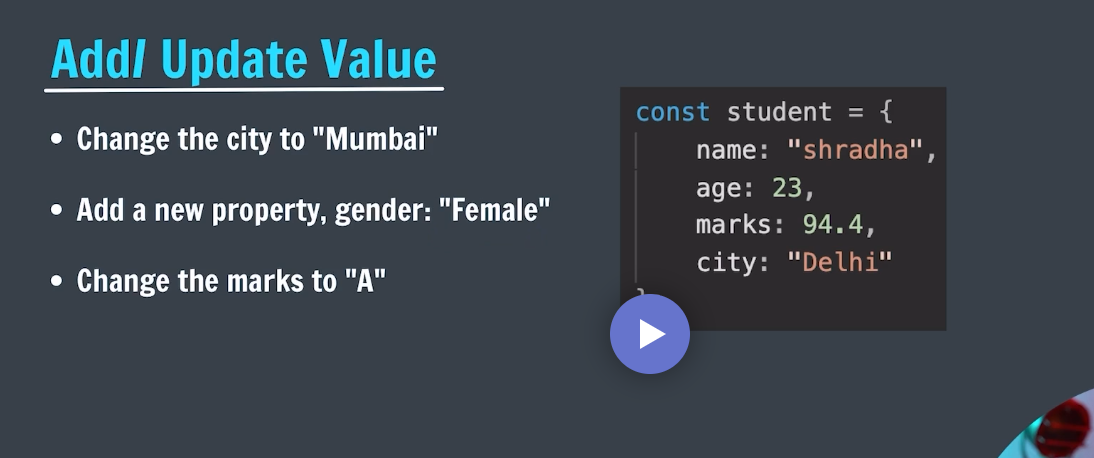 Add/ Update Value
• Change the city to "Mumbai"
• Add a new property, gender: "Female"
• Change the marks to "A"
const student = {
name: "shradha",
age: 23,
marks: 94.4,
city: "Delhi"